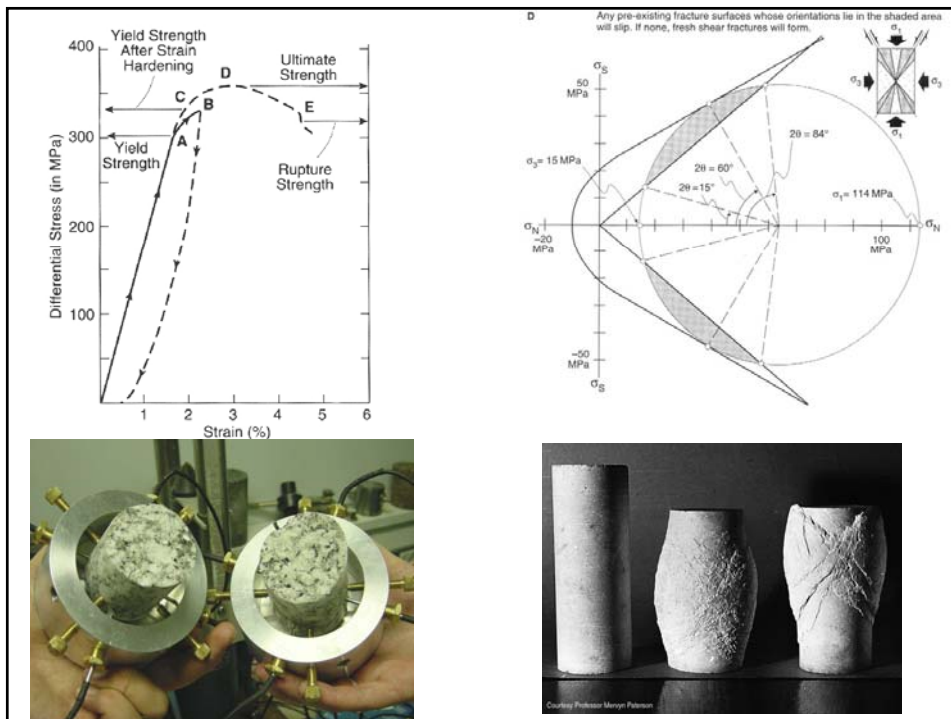 400
300
200
100
Differential Stress (in MPa)
Yield Strength
After Strain
Hardening
Yield
Strength
A
B
C
D
E
Ultimate
Strength
Rupture
Strength
1 2 3 4 5 6
Strain (%)
D Any pre-existing fracture surfaces whose orientations lie in the shaded area
will slip. If none, fresh shear fractures will form.
σ1
σ3
σ3
σ1
σS
50
MPa
2θ = 84°
σ3= 15 MPa
2θ = 60°
2θ = 15°
σ1= 114 MPa
σN
–20
MPa
100
MPa
σN
–50
MPa
σS
Courtesy Professor Mervyn Paterson